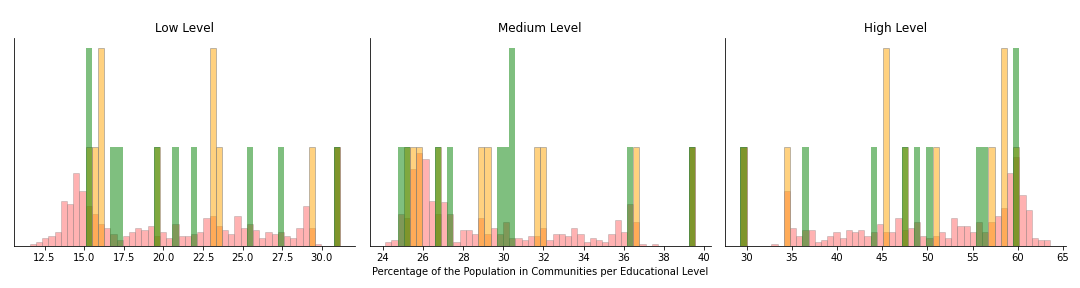 Low Level
Medium Level
High Level
12.5 15.0 17.5 20.0 22.5 25.0 27.5 30.0
24 26 28 30 32 34 36 38 40
30 35 40 45 50 55 60 65
Percentage of the Population in Communities per Educational Level